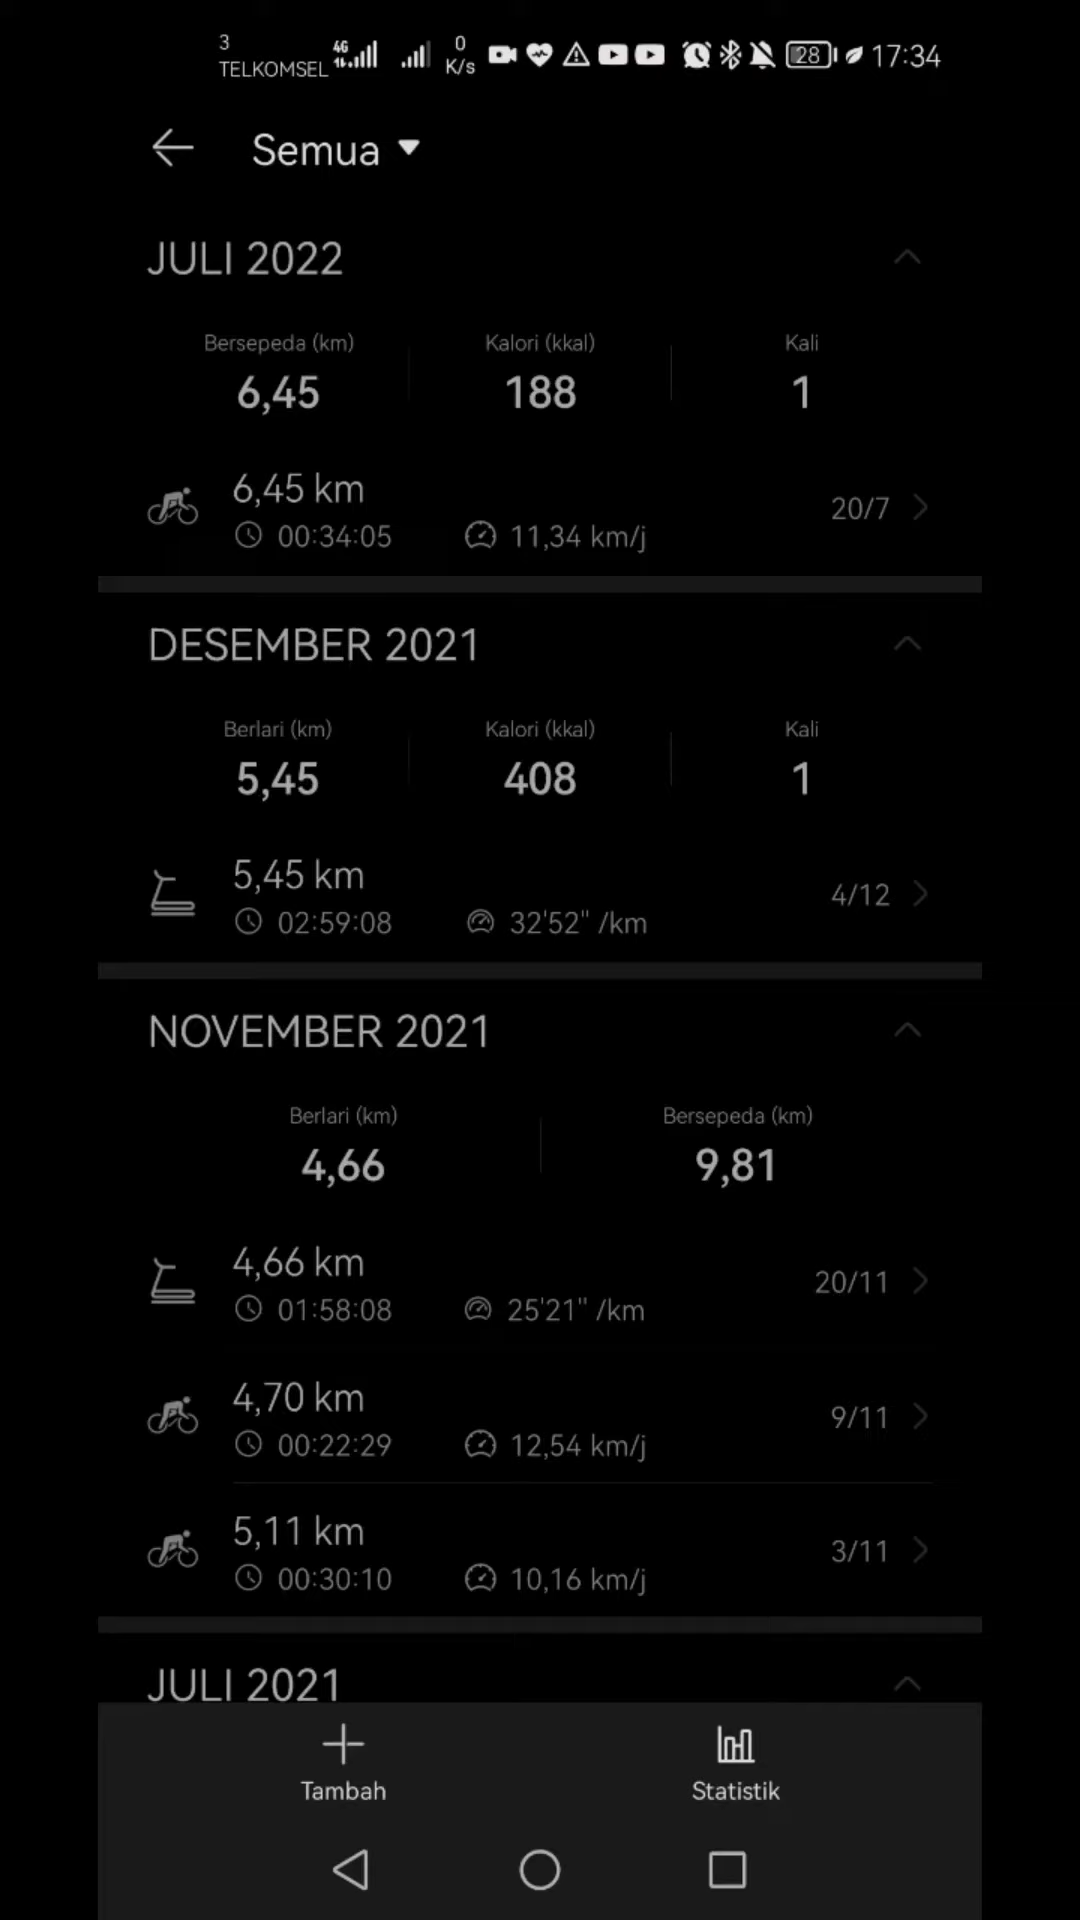 3
TELKOMSEL
4G
0
K/s
28
17:34
Semua
JULI 2022
Bersepeda (km) Kalori (kkal) Kali
6,45 188 1
6,45 km
00:34:05 11,34 km/j
20/7
DESEMBER 2021
Berlari (km) Kalori (kkal) Kali
5,45 408 1
5,45 km
02:59:08 32'52" /km
4/12
NOVEMBER 2021
Berlari (km) Bersepeda (km)
4,66 9,81
4,66 km
01:58:08 25'21" /km
20/11
4,70 km
00:22:29 12,54 km/j
9/11
5,11 km
00:30:10 10,16 km/j
3/11
JULI 2021
Tambah Statistik